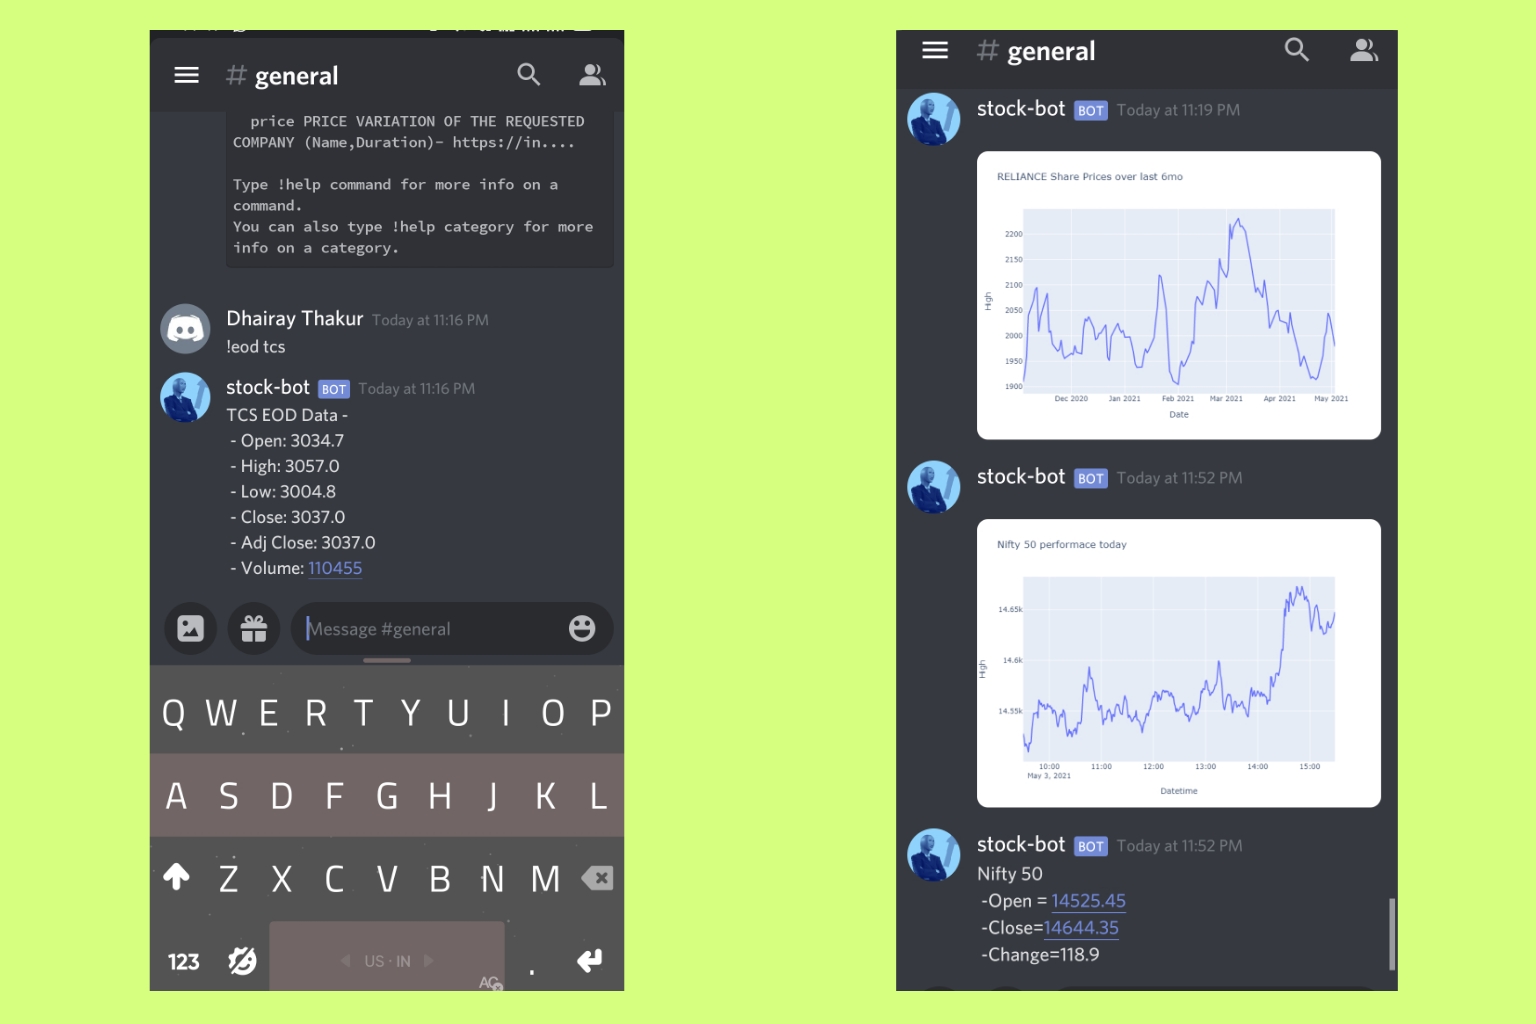 # general
price PRICE VARIATION OF THE REQUESTED
COMPANY (Name,Duration)- https://in....
Type !help command for more info on a
command.
You can also type !help category for more
info on a category.
Dhairay Thakur Today at 11:16 PM
!eod tcs
stock-bot BOT Today at 11:16 PM
TCS EOD Data -
- Open: 3034.7
- High: 3057.0
- Low: 3004.8
- Close: 3037.0
- Adj Close: 3037.0
- Volume: 110455
Message #general
Q W E R T Y U I O P
A S D F G H J K L
Z X C V B N M
123 US · IN .
# general
stock-bot BOT Today at 11:19 PM
RELIANCE Share Prices over last 6mo
High
2200
2150
2100
2050
2000
1950
1900
Dec 2020 Jan 2021 Feb 2021 Mar 2021 Apr 2021 May 2021
Date
stock-bot BOT Today at 11:52 PM
Nifty 50 performace today
High
14.65k
14.6k
14.55k
10:00 11:00 12:00 13:00 14:00 15:00
May 3, 2021
Datetime
stock-bot BOT Today at 11:52 PM
Nifty 50
-Open = 14525.45
-Close=14644.35
-Change=118.9